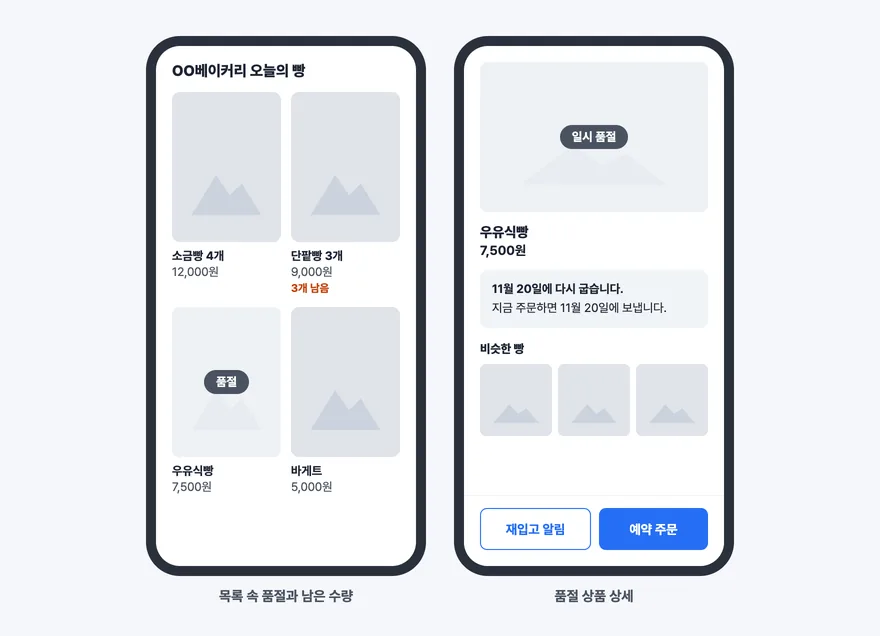 OO베이커리 오늘의 빵
소금빵 4개
12,000원
단팥빵 3개
9,000원
3개 남음
품절
우유식빵
7,500원
바게트
5,000원
목록 속 품절과 남은 수량
일시 품절
우유식빵
7,500원
11월 20일에 다시 굽습니다.
지금 주문하면 11월 20일에 보냅니다.
비슷한 빵
재입고 알림
예약 주문
품절 상품 상세